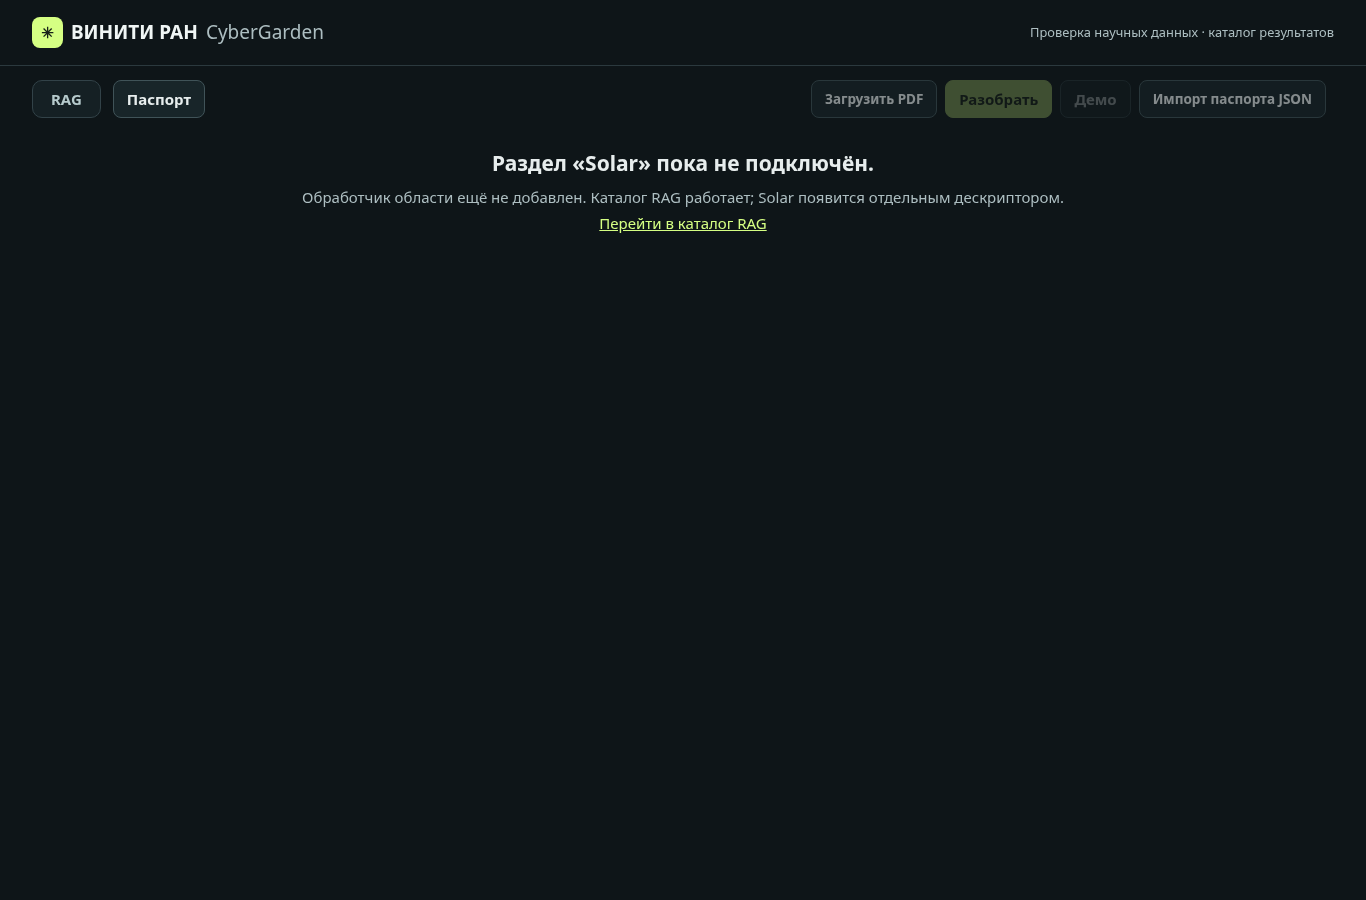 ВИНИТИ РАН CyberGarden
Проверка научных данных · каталог результатов
RAG
Паспорт
Загрузить PDF
Разобрать
Демо
Импорт паспорта JSON
Раздел «Solar» пока не подключён.
Обработчик области ещё не добавлен. Каталог RAG работает; Solar появится отдельным дескриптором.
Перейти в каталог RAG